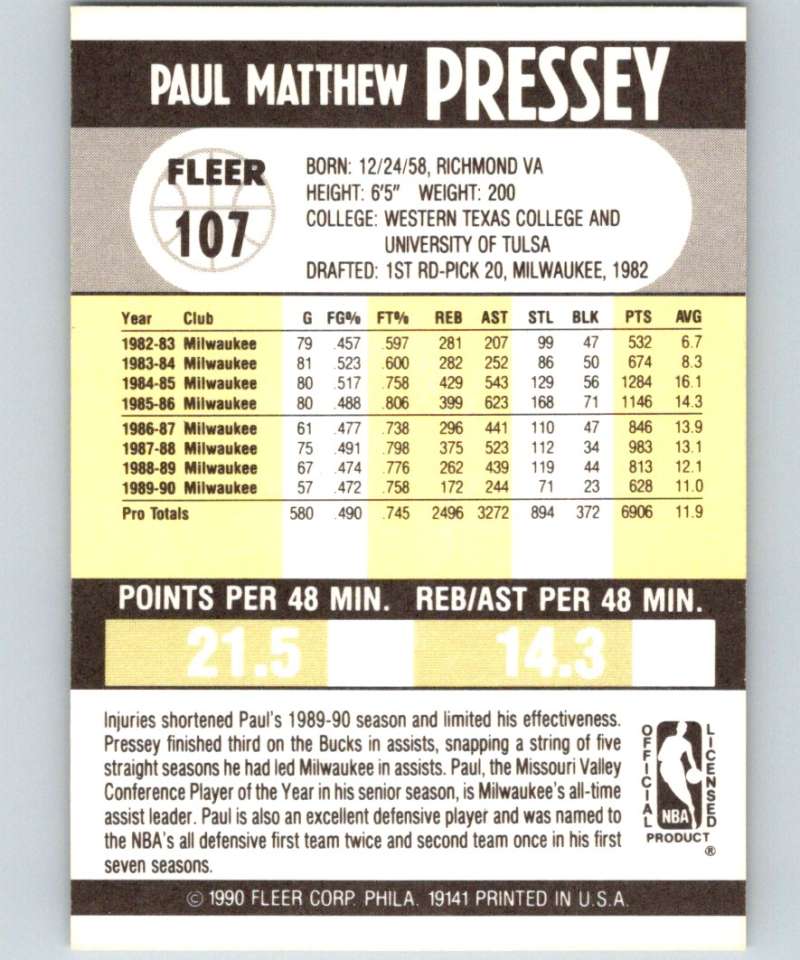 PAUL MATTHEW PRESSEY
FLEER
107
BORN: 12/24/58, RICHMOND VA
HEIGHT: 6'5" WEIGHT: 200
COLLEGE: WESTERN TEXAS COLLEGE AND
UNIVERSITY OF TULSA
DRAFTED: 1ST RD-PICK 20, MILWAUKEE, 1982
Year Club G FG% FT% REB AST STL BLK PTS AVG
1982-83 Milwaukee 79 .457 .597 281 207 99 47 532 6.7
1983-84 Milwaukee 81 .523 .600 282 252 86 50 674 8.3
1984-85 Milwaukee 80 .517 .758 429 543 129 56 1284 16.1
1985-86 Milwaukee 80 .488 .806 399 623 168 71 1146 14.3
1986-87 Milwaukee 61 .477 .738 296 441 110 47 846 13.9
1987-88 Milwaukee 75 .491 .798 375 523 112 34 983 13.1
1988-89 Milwaukee 67 .474 .776 262 439 119 44 813 12.1
1989-90 Milwaukee 57 .472 .758 172 244 71 23 628 11.0
Pro Totals 580 .490 .745 2496 3272 894 372 6906 11.9
POINTS PER 48 MIN. REB/AST PER 48 MIN.
21.5 14.3
Injuries shortened Paul's 1989-90 season and limited his effectiveness.
Pressey finished third on the Bucks in assists, snapping a string of five
straight seasons he had led Milwaukee in assists. Paul, the Missouri Valley
Conference Player of the Year in his senior season, is Milwaukee's all-time
assist leader. Paul is also an excellent defensive player and was named to
the NBA's all defensive first team twice and second team once in his first
seven seasons.
OFFICIAL
LICENSED
NBA
PRODUCT
®
© 1990 FLEER CORP. PHILA. 19141 PRINTED IN U.S.A.